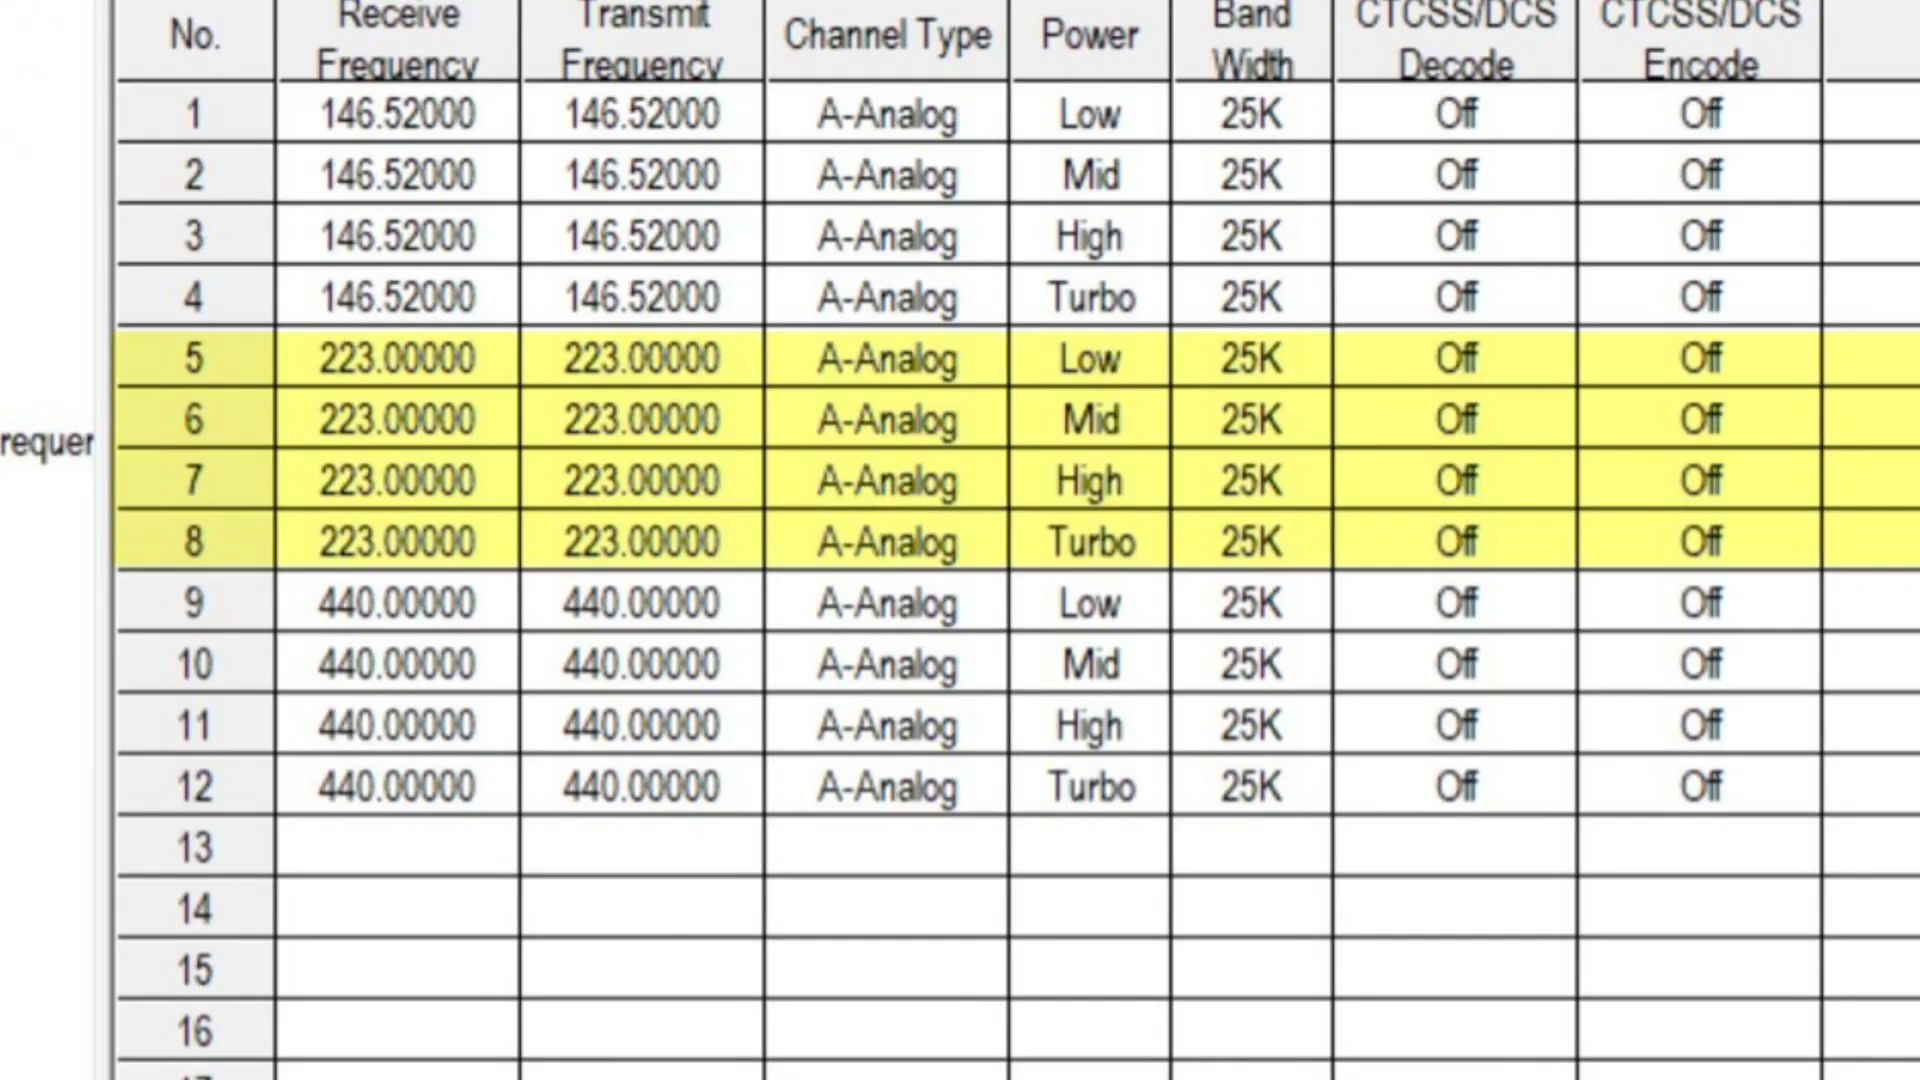 No. Receive Frequency Transmit Frequency Channel Type Power Band Width CTCSS/DCS Decode CTCSS/DCS Encode
1 146.52000 146.52000 A-Analog Low 25K Off Off
2 146.52000 146.52000 A-Analog Mid 25K Off Off
3 146.52000 146.52000 A-Analog High 25K Off Off
4 146.52000 146.52000 A-Analog Turbo 25K Off Off
5 223.00000 223.00000 A-Analog Low 25K Off Off
6 223.00000 223.00000 A-Analog Mid 25K Off Off
requer
7 223.00000 223.00000 A-Analog High 25K Off Off
8 223.00000 223.00000 A-Analog Turbo 25K Off Off
9 440.00000 440.00000 A-Analog Low 25K Off Off
10 440.00000 440.00000 A-Analog Mid 25K Off Off
11 440.00000 440.00000 A-Analog High 25K Off Off
12 440.00000 440.00000 A-Analog Turbo 25K Off Off
13
14
15
16